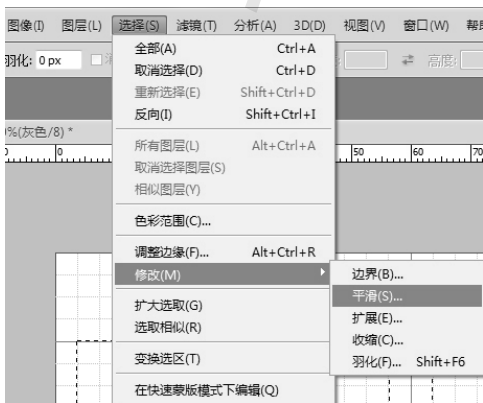 图像(I) 图层(L) 选择(S) 滤镜(T) 分析(A) 3D(D) 视图(V) 窗口(W) 帮
羽化: 0 px 高度:
全部(A) Ctrl+A
取消选择(D) Ctrl+D
重新选择(E) Shift+Ctrl+D
反向(I) Shift+Ctrl+I
%(灰色/8) *
所有图层(L) Alt+Ctrl+A
取消选择图层(S)
相似图层(Y)
0 50 60 70
色彩范围(C)...
调整边缘(F)... Alt+Ctrl+R
修改(M)
边界(B)...
平滑(S)...
扩展(E)...
收缩(C)...
羽化(F)... Shift+F6
扩大选取(G)
选取相似(R)
变换选区(T)
在快速蒙版模式下编辑(Q)